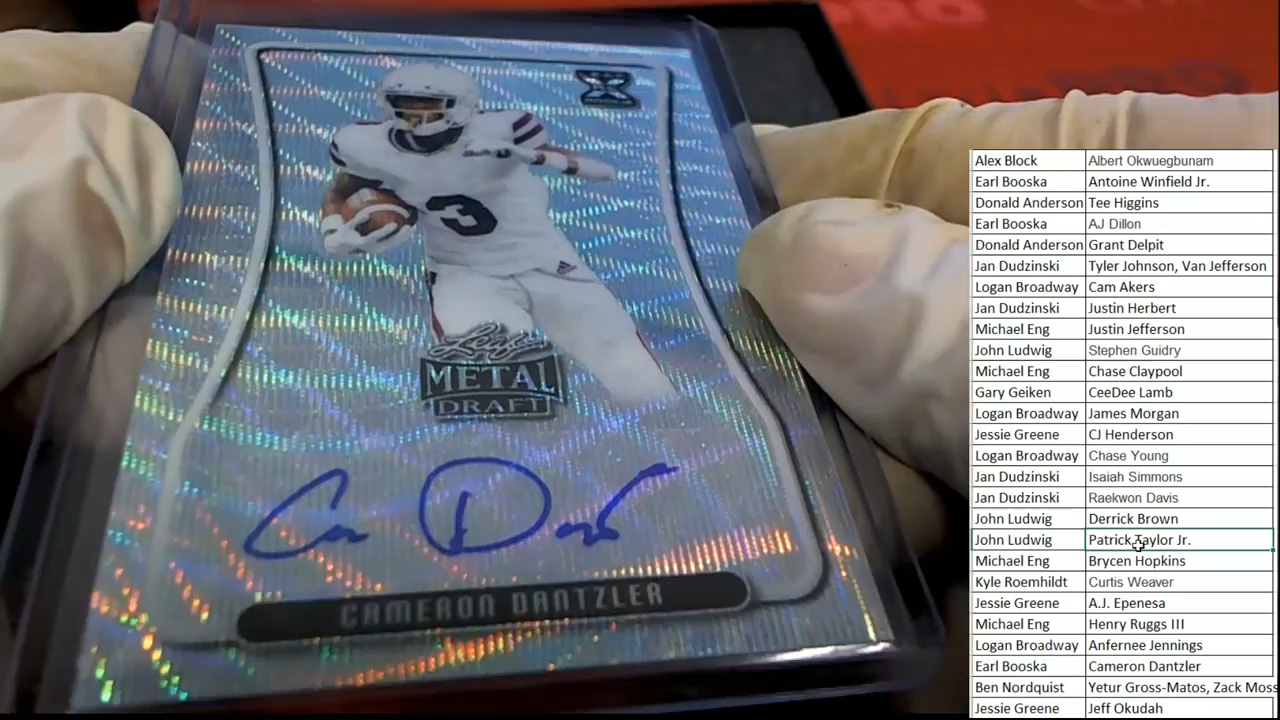 PRO
3
Leaf
METAL
DRAFT
CAMERON DANTZLER
Alex Block Albert Okwuegbunam
Earl Booska Antoine Winfield Jr.
Donald Anderson Tee Higgins
Earl Booska AJ Dillon
Donald Anderson Grant Delpit
Jan Dudzinski Tyler Johnson, Van Jefferson
Logan Broadway Cam Akers
Jan Dudzinski Justin Herbert
Michael Eng Justin Jefferson
John Ludwig Stephen Guidry
Michael Eng Chase Claypool
Gary Geiken CeeDee Lamb
Logan Broadway James Morgan
Jessie Greene CJ Henderson
Logan Broadway Chase Young
Jan Dudzinski Isaiah Simmons
Jan Dudzinski Raekwon Davis
John Ludwig Derrick Brown
John Ludwig Patrick Taylor Jr.
Michael Eng Brycen Hopkins
Kyle Roemhildt Curtis Weaver
Jessie Greene A.J. Epenesa
Michael Eng Henry Ruggs III
Logan Broadway Anfernee Jennings
Earl Booska Cameron Dantzler
Ben Nordquist Yetur Gross-Matos, Zack Moss
Jessie Greene Jeff Okudah